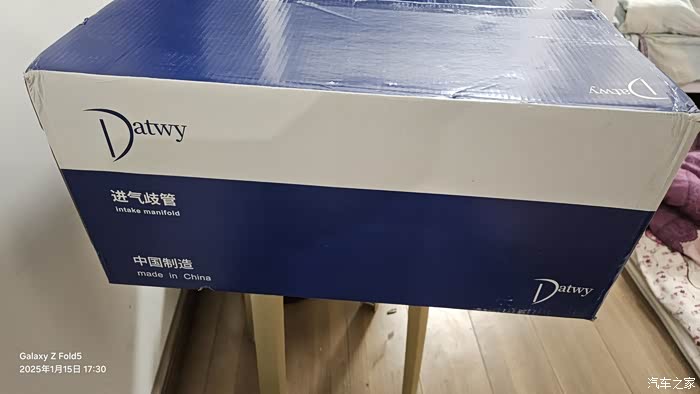 Datwy
Datwy
进气歧管
intake manifold
中国制造
made in China
Datwy
Galaxy Z Fold5
2025年1月15日 17:30
汽车之家